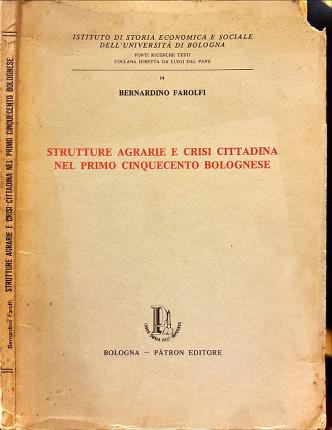 ISTITUTO DI STORIA ECONOMICA E SOCIALE
DELL'UNIVERSITÀ DI BOLOGNA
FONTI RICERCHE TESTI
COLLANA DIRETTA DA LUIGI DAL PANE
14
BERNARDINO FAROLFI
STRUTTURE AGRARIE E CRISI CITTADINA
NEL PRIMO CINQUECENTO BOLOGNESE
BOLOGNA — PÀTRON EDITORE
Bernardino Farolfi STRUTTURE AGRARIE E CRISI CITTADINA NEL PRIMO CINQUECENTO BOLOGNESE